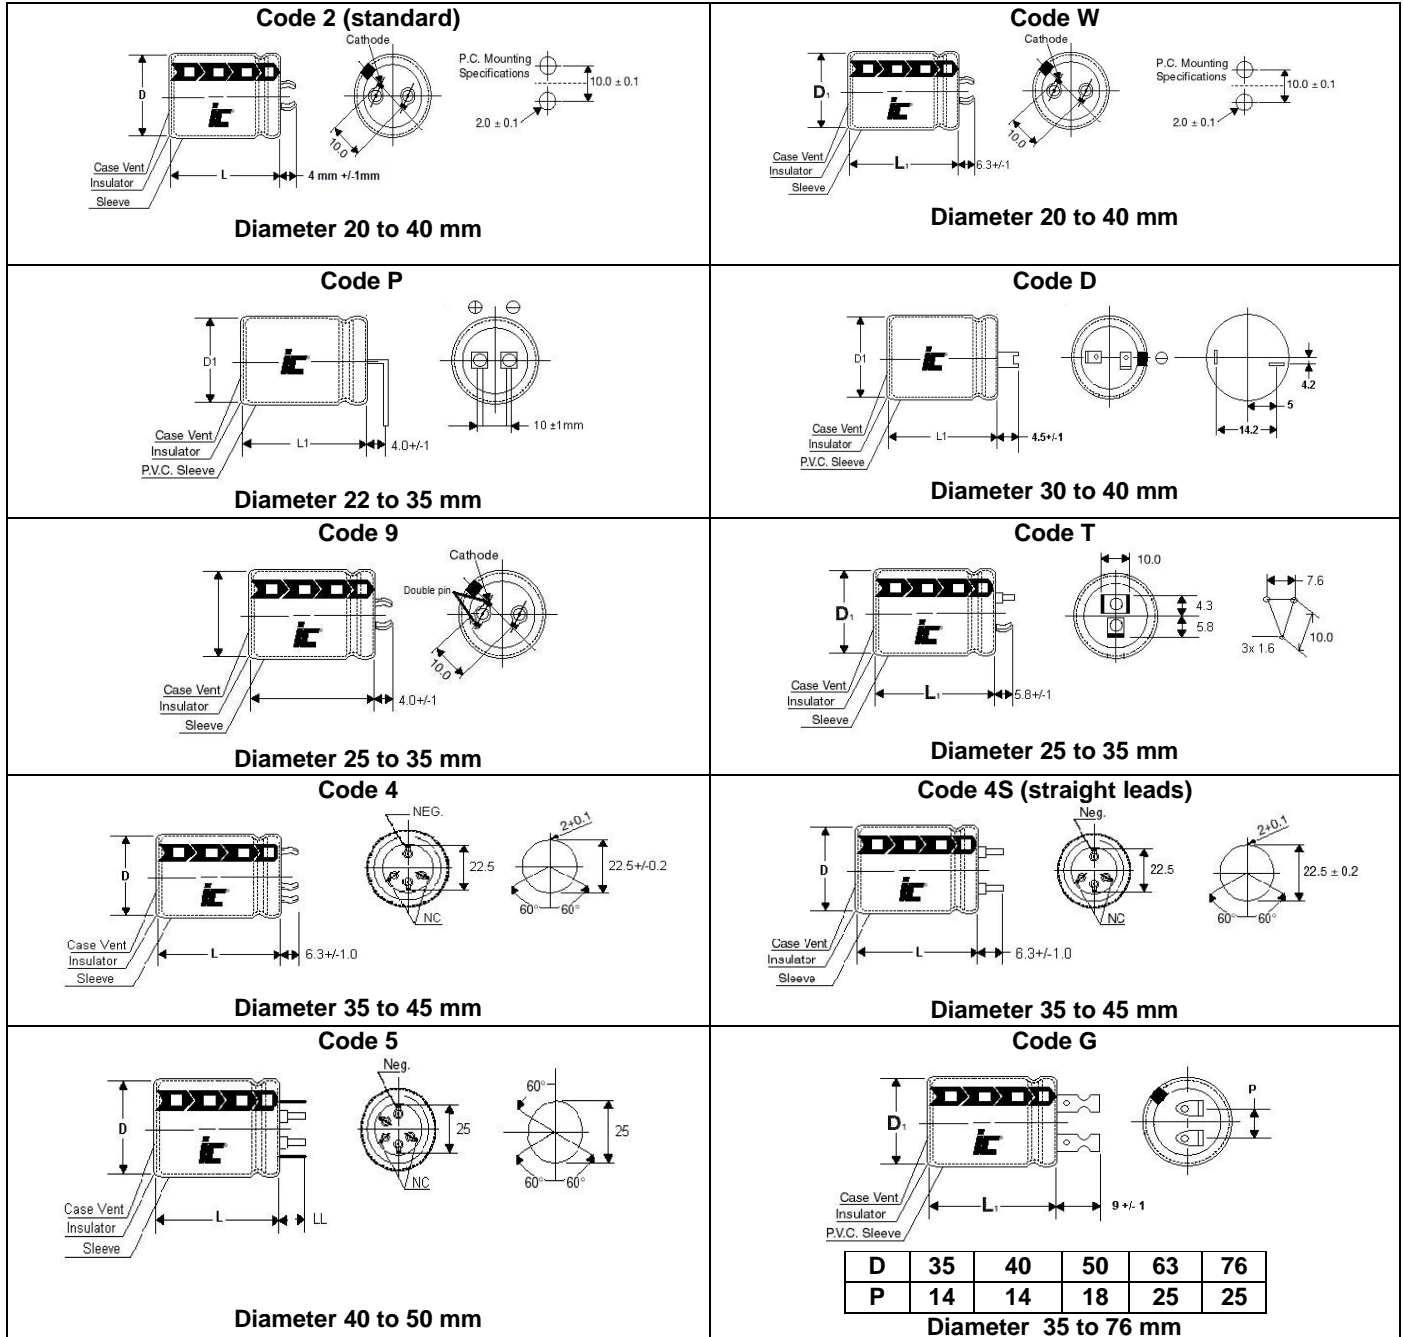 Code 2 (standard)
Cathode
D
P.C. Mounting
Specifications
10.0 ± 0.1
2.0 ± 0.1
10.0
ic
Case Vent
Insulator
Sleeve
L
4 mm +/-1mm
Diameter 20 to 40 mm
Code W
Cathode
D1
P.C. Mounting
Specifications
10.0 ± 0.1
2.0 ± 0.1
10.0
ic
Case Vent
Insulator
Sleeve
L1
6.3+/-1
Diameter 20 to 40 mm
Code P
⊕ ⊖
D1
ic
10 ±1mm
Case Vent
Insulator
P.V.C. Sleeve
L1
4.0+/-1
Diameter 22 to 35 mm
Code D
D1
ic
⊖
4.2
5
14.2
Case Vent
Insulator
P.V.C. Sleeve
L1
4.5+/-1
Diameter 30 to 40 mm
Code 9
Cathode
Double pin
ic
10.0
Case Vent
Insulator
Sleeve
4.0+/-1
Diameter 25 to 35 mm
Code T
10.0
7.6
D1
4.3
5.8
10.0
3x 1.6
ic
Case Vent
Insulator
Sleeve
L1
5.8+/-1
Diameter 25 to 35 mm
Code 4
NEG.
2+0.1
D
22.5
22.5+/-0.2
ic
60° 60°
NC
Case Vent
Insulator
Sleeve
L
6.3+/-1.0
Diameter 35 to 45 mm
Code 4S (straight leads)
Neg.
2+0.1
D
22.5
22.5 ± 0.2
ic
60° 60°
NC
Case Vent
Insulator
Sleeve
L
6.3+/-1.0
Diameter 35 to 45 mm
Code 5
Neg.
60°
D
25
25
ic
60° 60°
NC
Case Vent
Insulator
Sleeve
L
LL
Diameter 40 to 50 mm
Code G
P
D1
ic
Case Vent
Insulator
P.V.C. Sleeve
L1
9 +/- 1
D 35 40 50 63 76
P 14 14 18 25 25
Diameter 35 to 76 mm